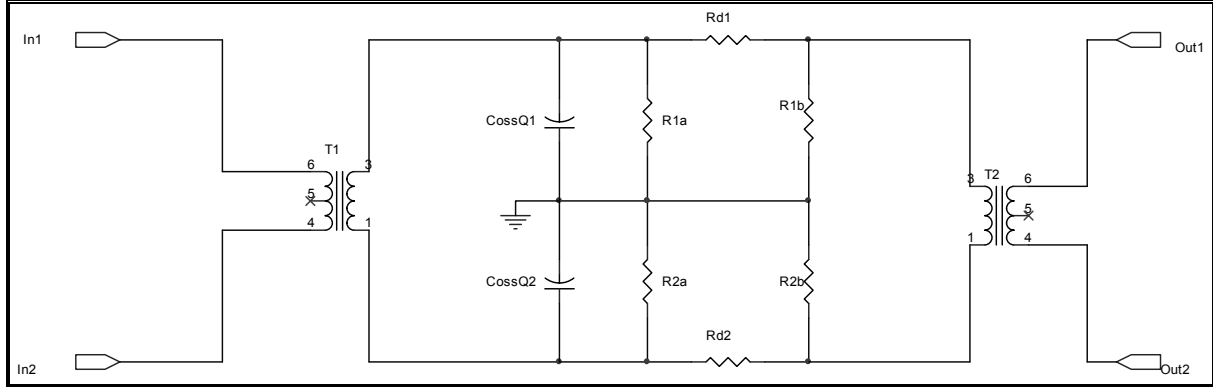 Rd1
In1
Out1
CossQ1
R1a
R1b
T1
6
3
5
4
1
T2
3
6
5
1
4
CossQ2
R2a
R2b
Rd2
In2
Out2